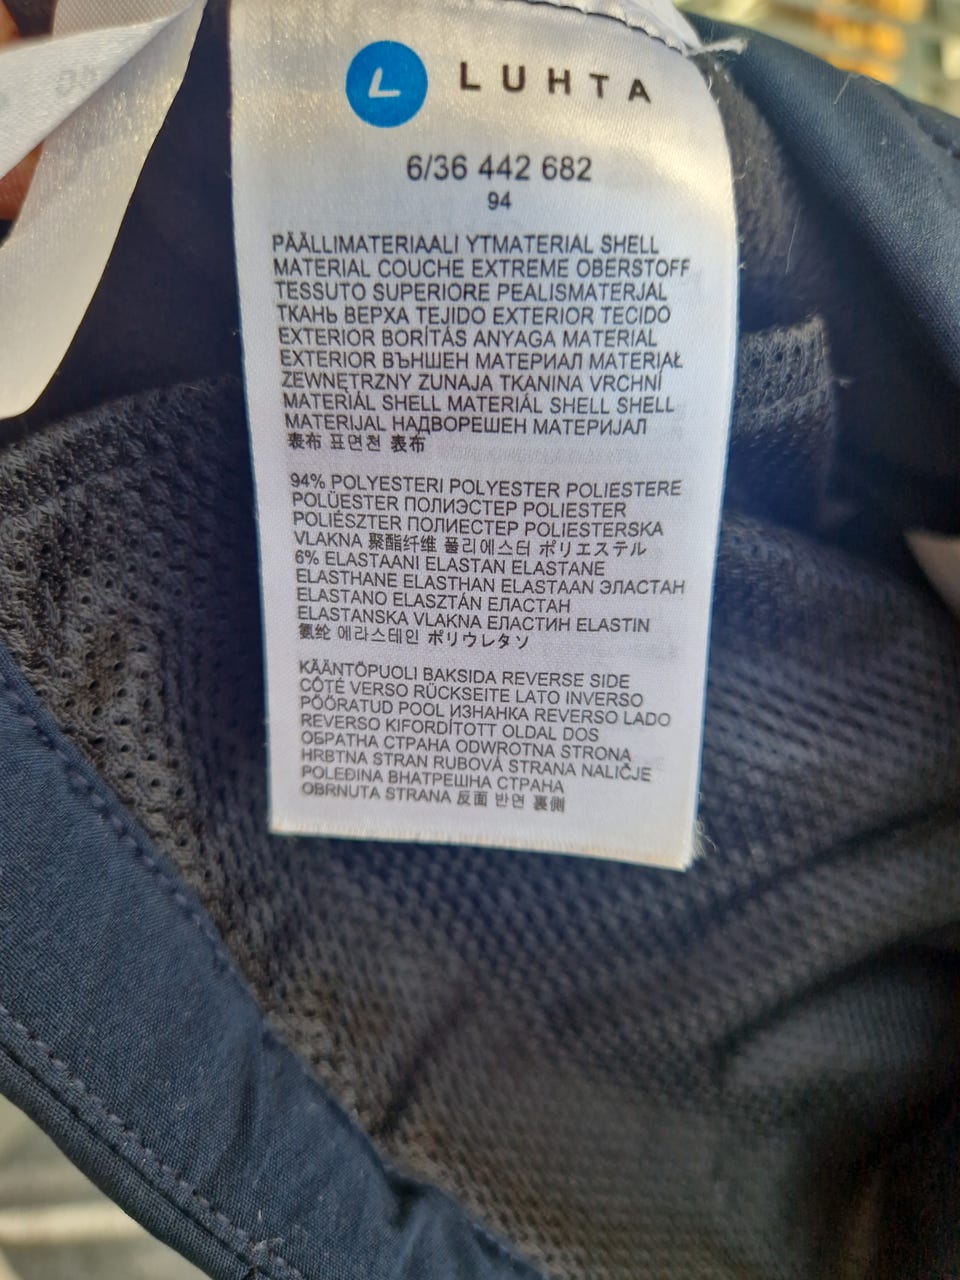 L LUHTA
6/36 442 682
94
PÄÄLLIMATERIAALI YTMATERIAL SHELL
MATERIAL COUCHE EXTREME OBERSTOFF
TESSUTO SUPERIORE PEALISMATERJAL
ТКАНЬ ВЕРХА TEJIDO EXTERIOR TECIDO
EXTERIOR BORÍTÁS ANYAGA MATERIAL
EXTERIOR ВЪНШЕН МАТЕРИАЛ MATERIAŁ
ZEWNĘTRZNY ZUNAJA TKANINA VRCHNÍ
MATERIÁL SHELL MATERIÁL SHELL SHELL
MATERIJAL НАДВОРЕШЕН МАТЕРИЈАЛ
表布 표면천 表布
94% POLYESTERI POLYESTER POLIESTERE
POLÜESTER ПОЛИЭСТЕР POLIESTER
POLIÉSZTER ПОЛИЕСТЕР POLIESTERSKA
VLAKNA 聚酯纤维 폴리에스터 ポリエステル
6% ELASTAANI ELASTAN ELASTANE
ELASTHANE ELASTHAN ELASTAAN ЭЛАСТАН
ELASTANO ELASZTÁN ЕЛАСТАН
ELASTANSKA VLAKNA ЕЛАСТИН ELASTIN
氨纶 에라스테인 ポリウレタソ
KÄÄNTÖPUOLI BAKSIDA REVERSE SIDE
CÔTÉ VERSO RÜCKSEITE LATO INVERSO
PÖÖRATUD POOL ИЗНАНКА REVERSO LADO
REVERSO KIFORDÍTOTT OLDAL DOS
ОБРАТНА СТРАНА ODWROTNA STRONA
HRBTNA STRAN RUBOVÁ STRANA NALIČJE
POLEĐINA ВНАТРЕШНА СТРАНА
OBRNUTA STRANA 反面 반면 裏側